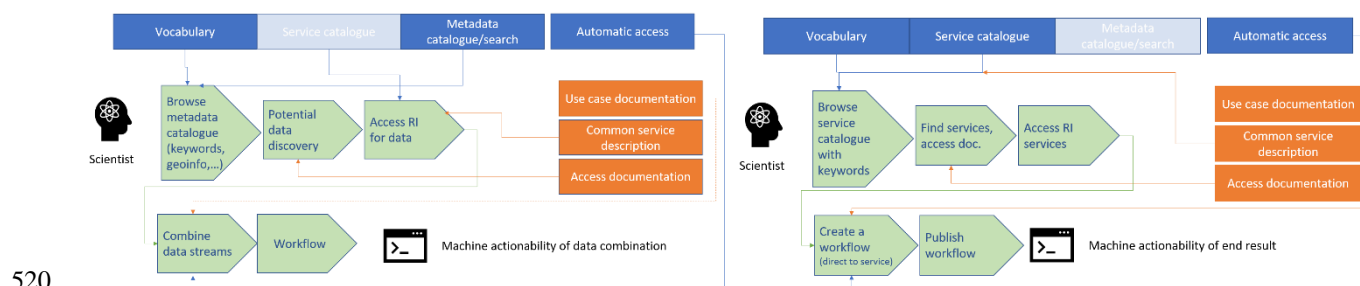 Vocabulary
Service catalogue
Metadata
catalogue/search
Automatic access
Use case documentation
Common service
description
Access documentation
Scientist
Browse
metadata
catalogue
(keywords,
geoinfo,...)
Potential
data
discovery
Access RI
for data
Combine
data streams
Workflow
Machine actionability of data combination
Vocabulary
Service catalogue
Metadata
catalogue/search
Automatic access
Use case documentation
Common service
description
Access documentation
Scientist
Browse
service
catalogue
with
keywords
Find services,
access doc.
Access RI
services
Create a
workflow
(direct to service)
Publish
workflow
Machine actionability of end result
520